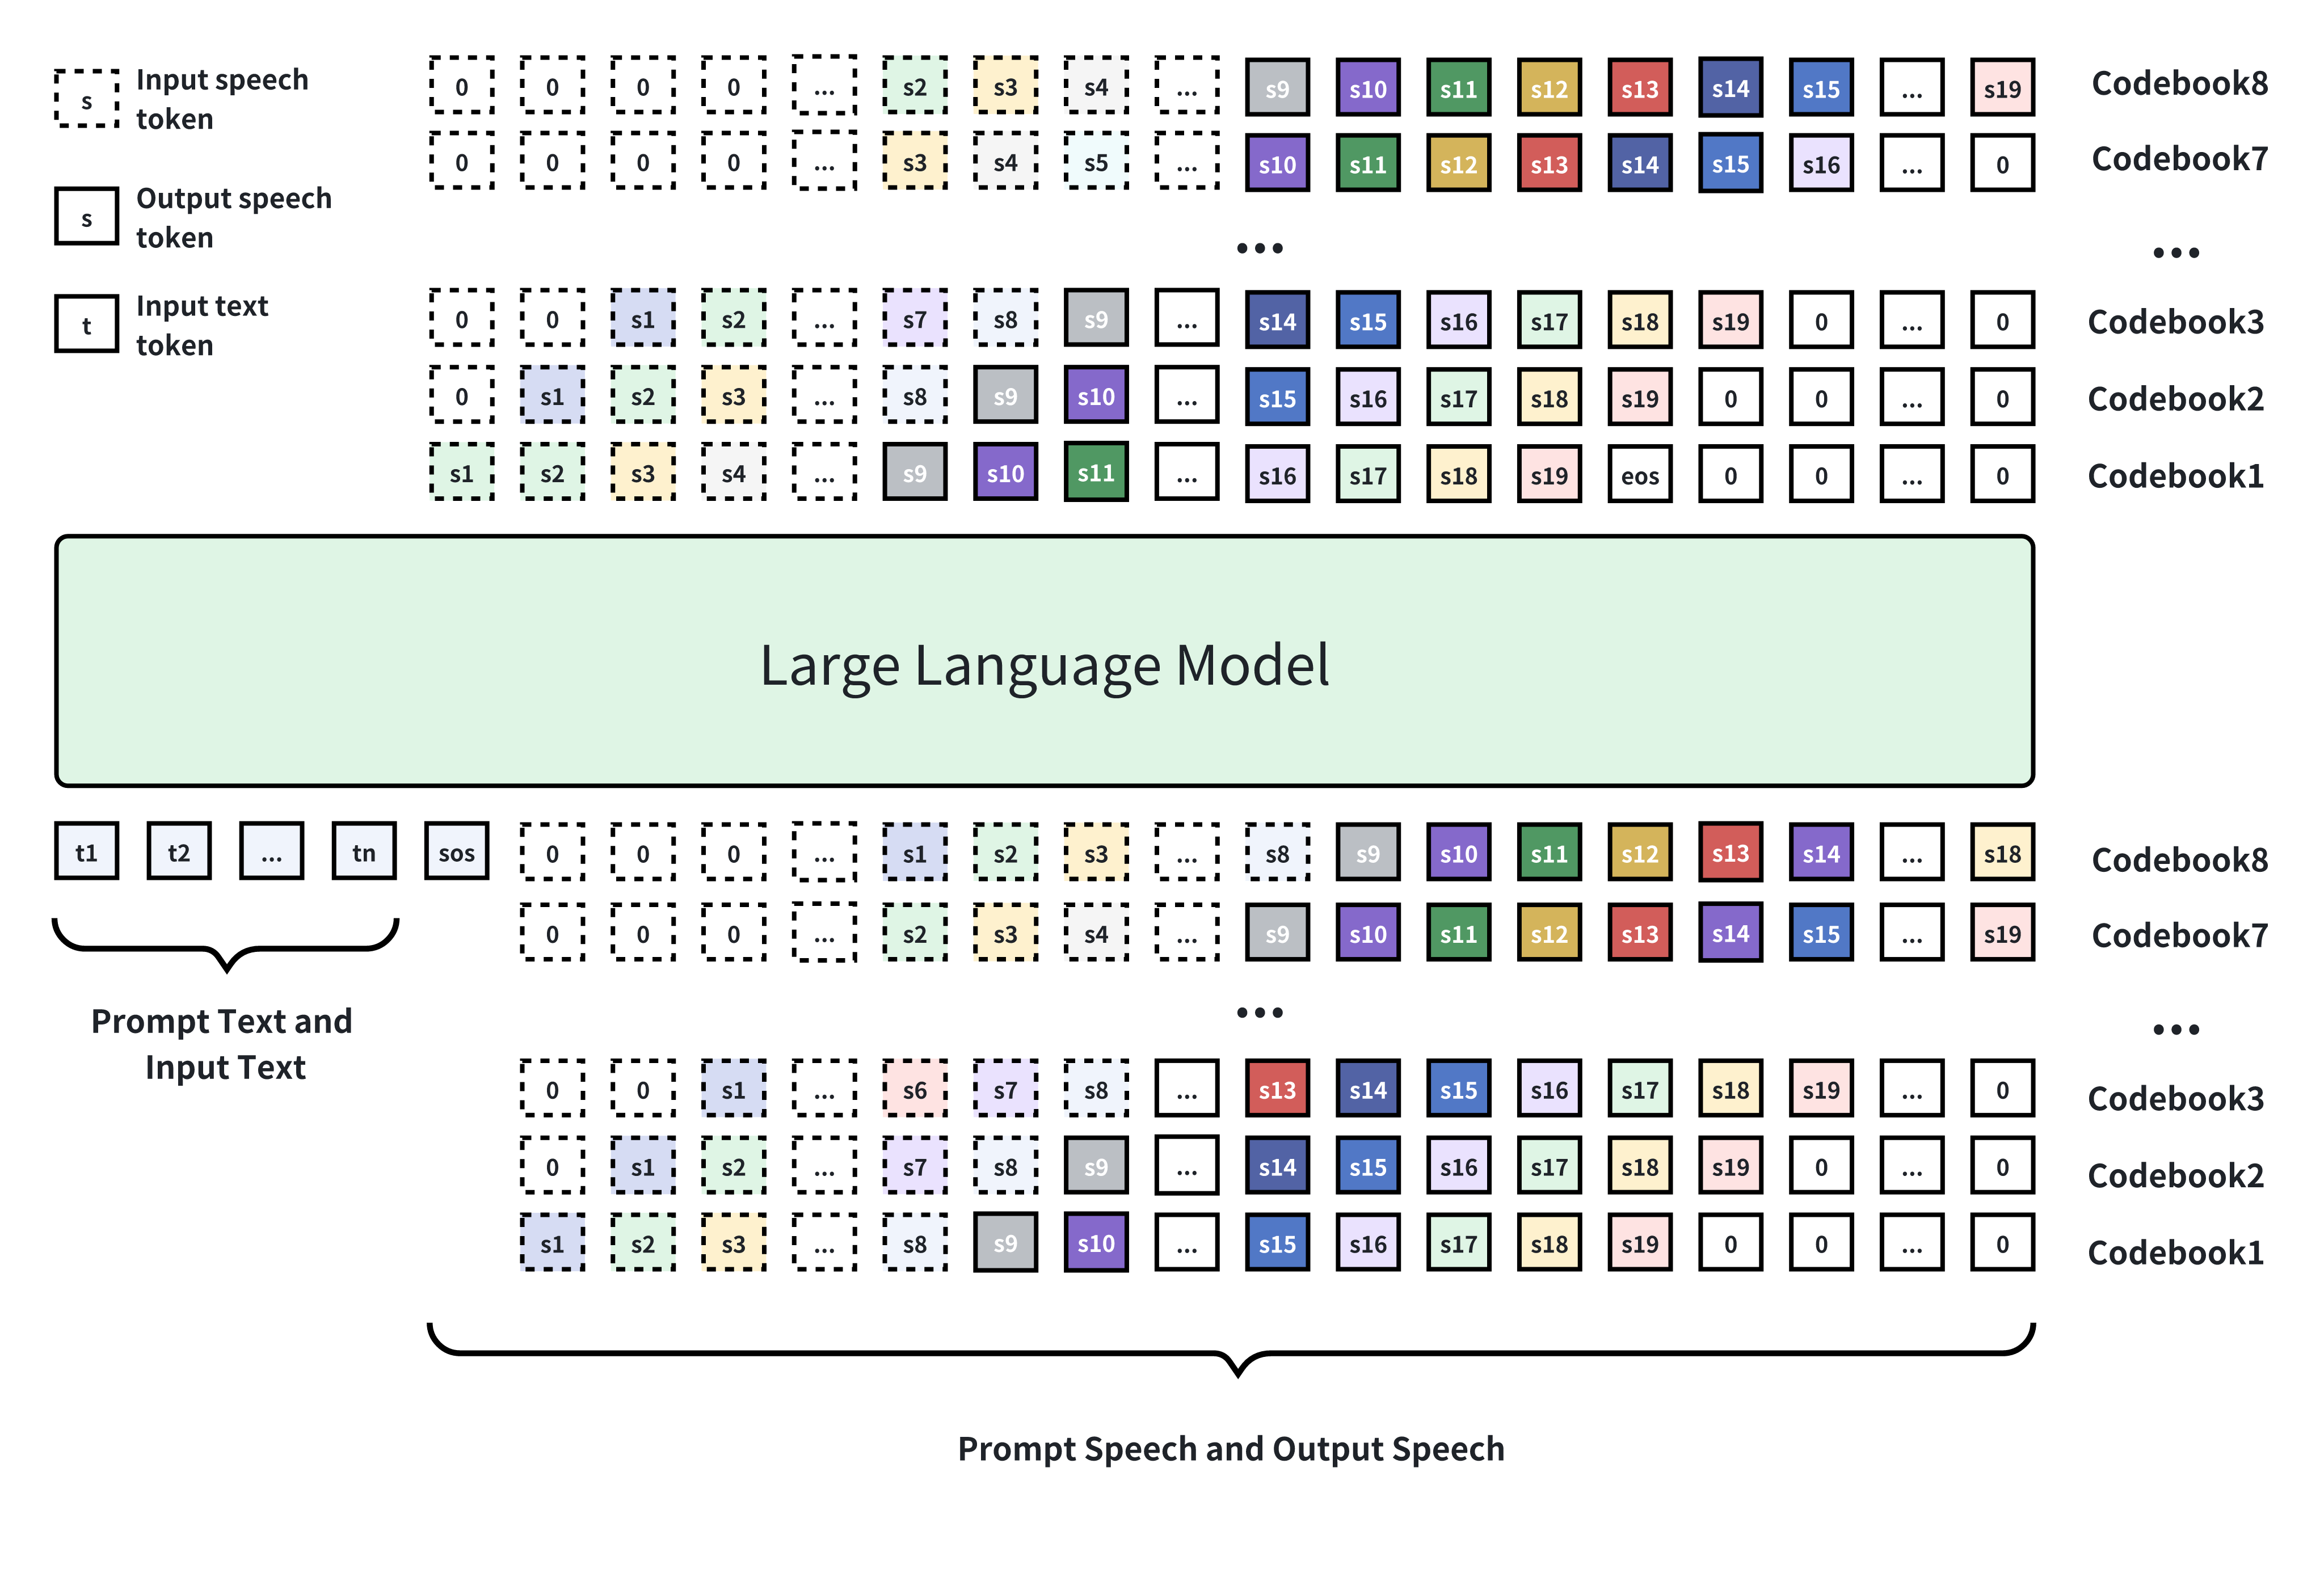 Input speech
token
Output speech
token
Input text
token
s
s
t
0 0 0 0 ... s2 s3 s4 ... s9 s10 s11 s12 s13 s14 s15 ... s19 Codebook8
0 0 0 0 ... s3 s4 s5 ... s10 s11 s12 s13 s14 s15 s16 ... 0 Codebook7
... ...
0 0 s1 s2 ... s7 s8 s9 ... s14 s15 s16 s17 s18 s19 0 ... 0 Codebook3
0 s1 s2 s3 ... s8 s9 s10 ... s15 s16 s17 s18 s19 0 0 ... 0 Codebook2
s1 s2 s3 s4 ... s9 s10 s11 ... s16 s17 s18 s19 eos 0 0 ... 0 Codebook1
Large Language Model
t1 t2 ... tn sos 0 0 0 ... s1 s2 s3 ... s8 s9 s10 s11 s12 s13 s14 ... s18 Codebook8
0 0 0 ... s2 s3 s4 ... s9 s10 s11 s12 s13 s14 s15 ... s19 Codebook7
... ...
Prompt Text and
Input Text
0 0 s1 ... s6 s7 s8 ... s13 s14 s15 s16 s17 s18 s19 ... 0 Codebook3
0 s1 s2 ... s7 s8 s9 ... s14 s15 s16 s17 s18 s19 0 ... 0 Codebook2
s1 s2 s3 ... s8 s9 s10 ... s15 s16 s17 s18 s19 0 0 ... 0 Codebook1
Prompt Speech and Output Speech